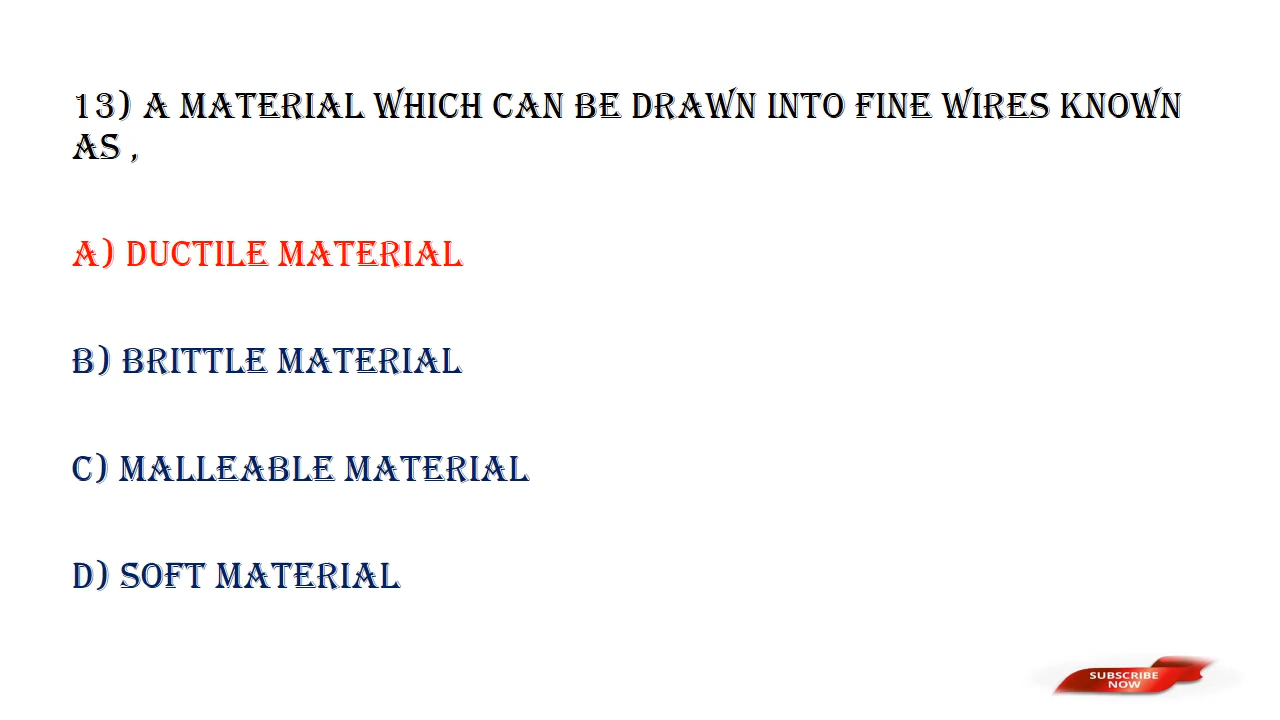 13) A MATERIAL WHICH CAN BE DRAWN INTO FINE WIRES KNOWN
AS ,
A) DUCTILE MATERIAL
B) BRITTLE MATERIAL
C) MALLEABLE MATERIAL
D) SOFT MATERIAL
SUBSCRIBE
NOW